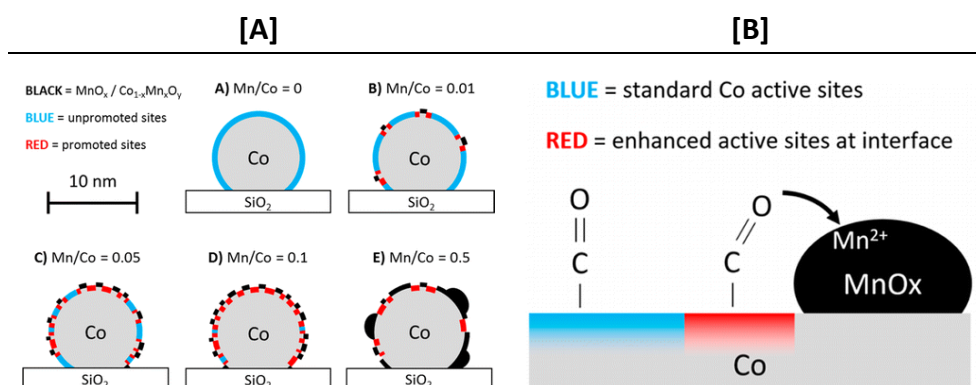 [A]
[B]
BLACK = MnOₓ / Co₁₋ₓMnₓOᵧ
BLUE = unpromoted sites
RED = promoted sites
10 nm
A) Mn/Co = 0
Co
SiO₂
B) Mn/Co = 0.01
Co
SiO₂
C) Mn/Co = 0.05
Co
SiO₂
D) Mn/Co = 0.1
Co
SiO₂
E) Mn/Co = 0.5
Co
SiO₂
BLUE = standard Co active sites
RED = enhanced active sites at interface
O
C
O
C
Mn²⁺
MnOx
Co